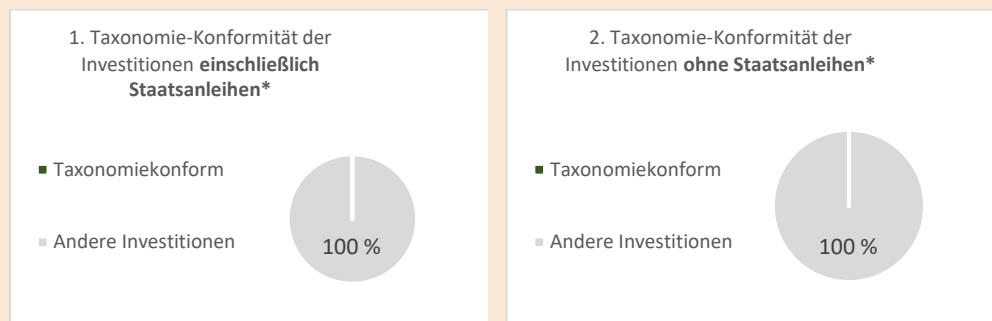 1. Taxonomie-Konformität der
Investitionen einschließlich
Staatsanleihen*
Taxonomiekonform
Andere Investitionen
100 %
2. Taxonomie-Konformität der
Investitionen ohne Staatsanleihen*
Taxonomiekonform
Andere Investitionen
100 %